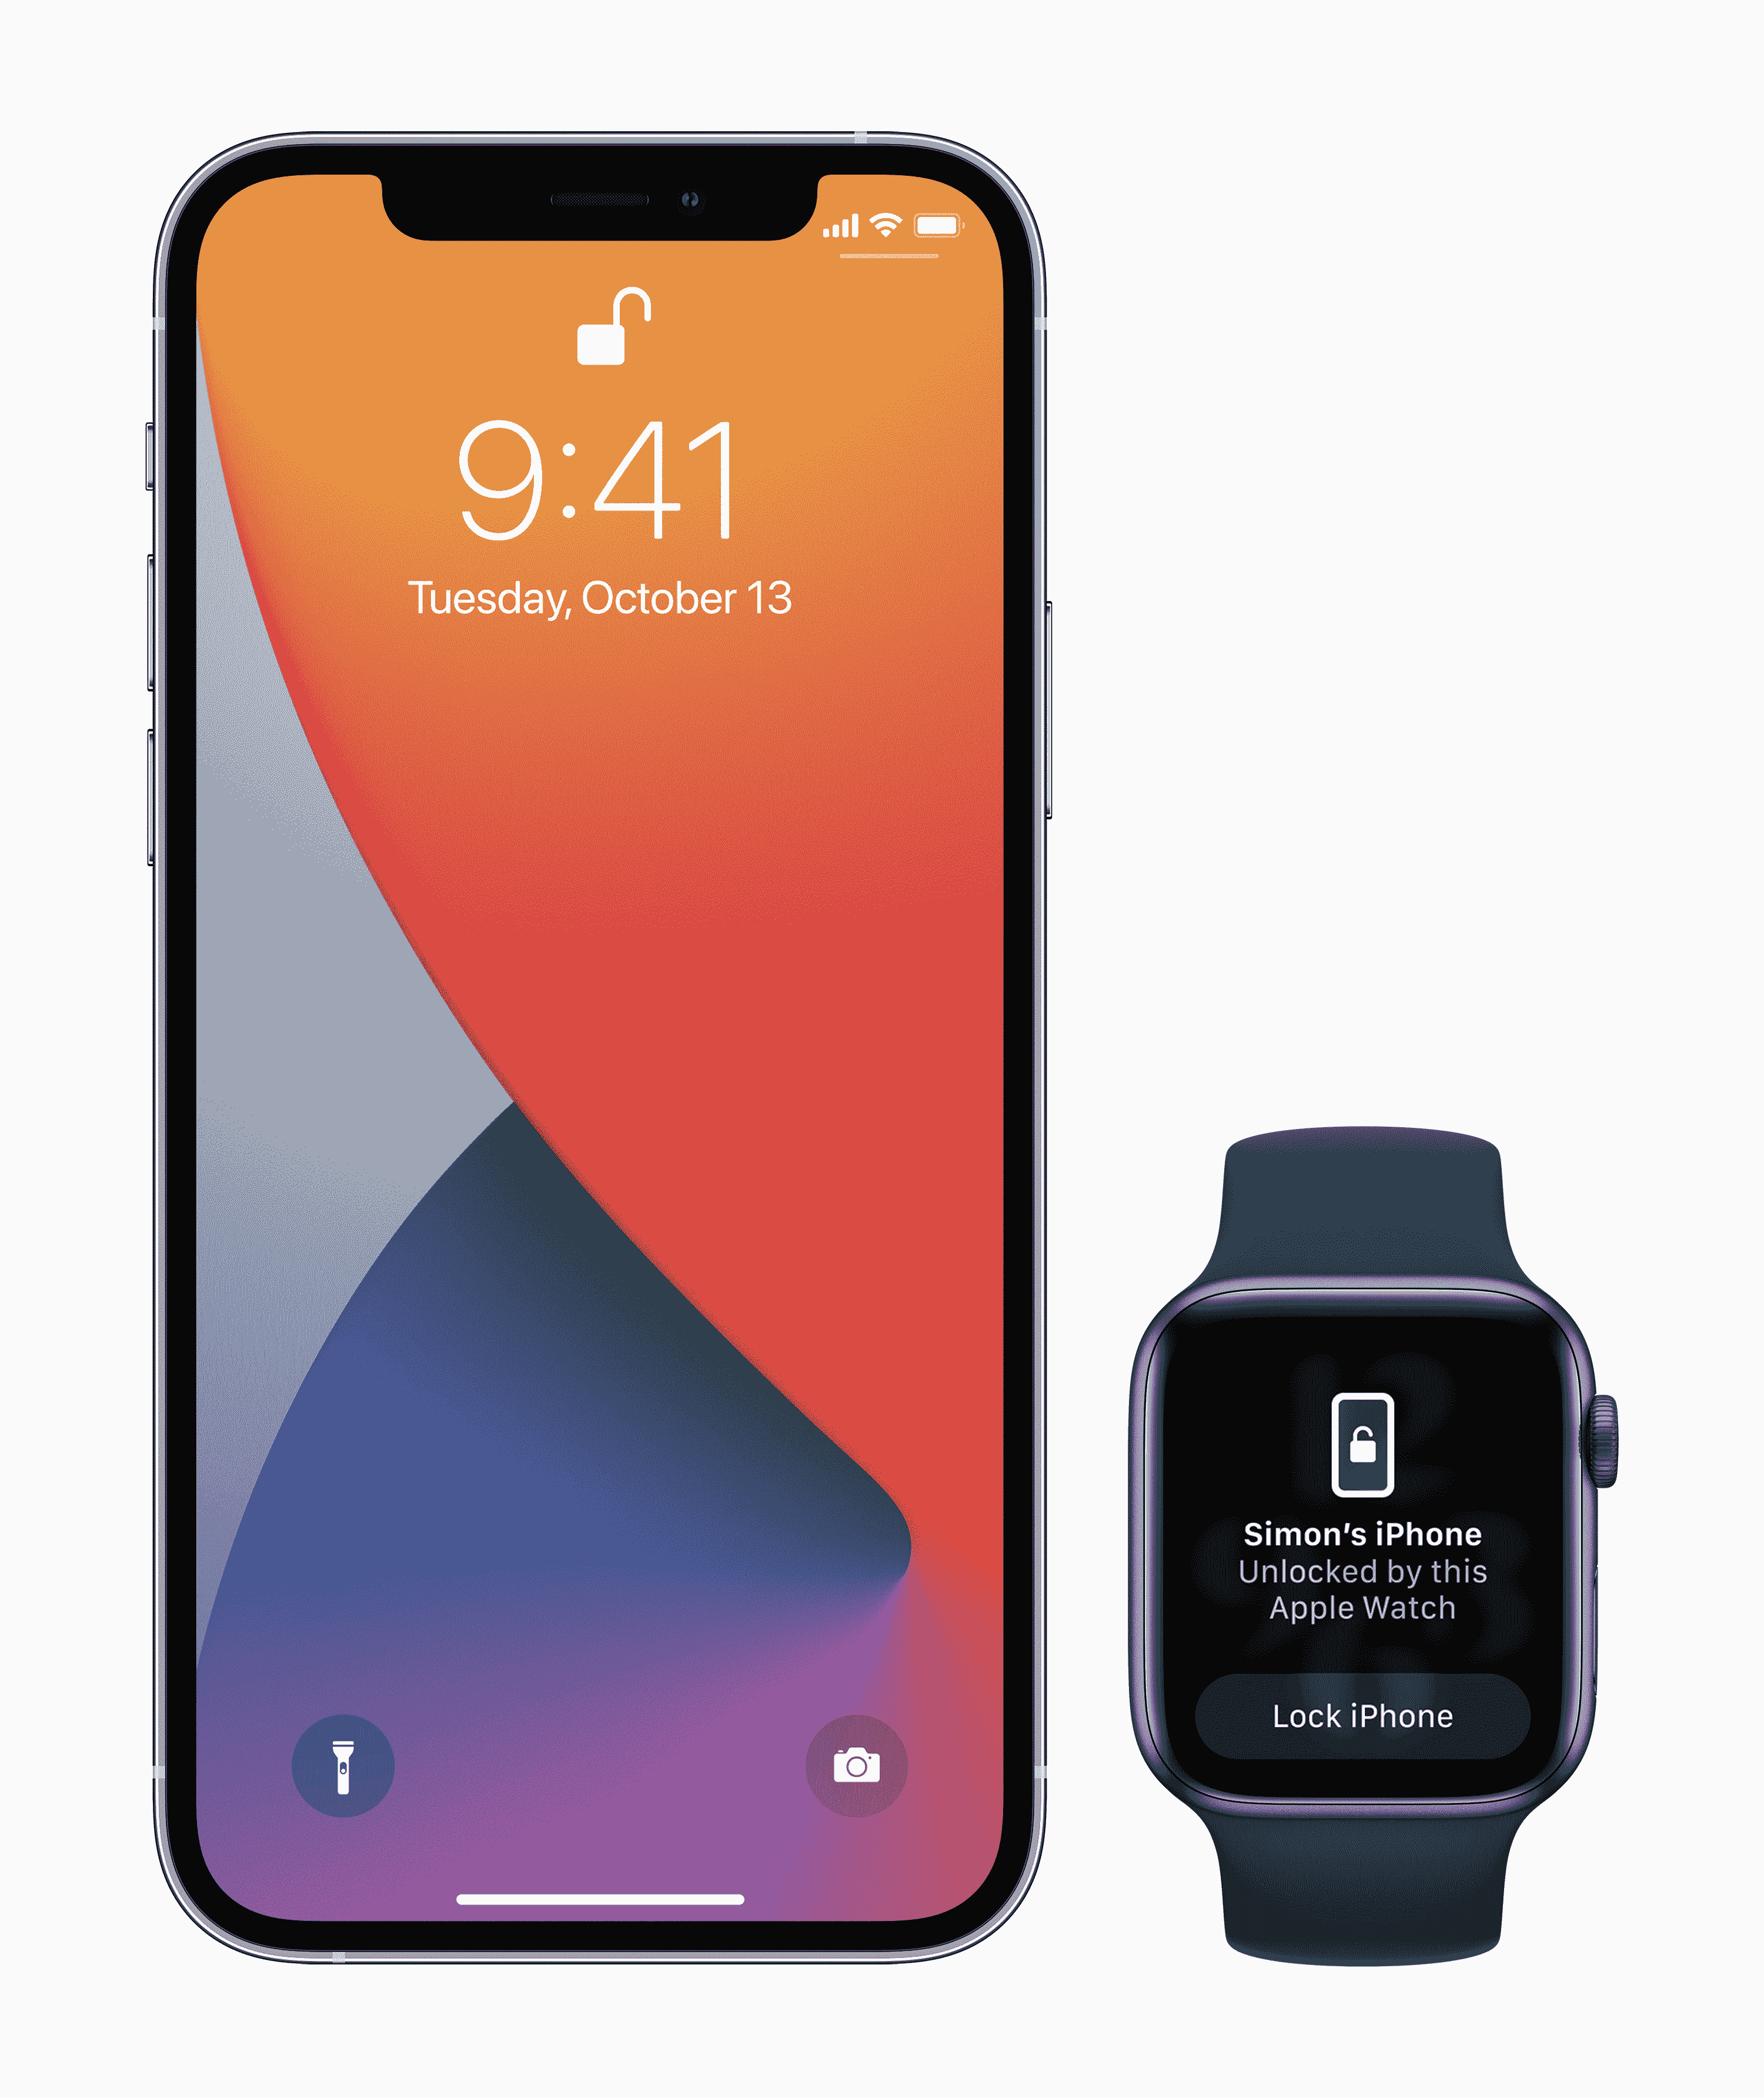 9:41
Tuesday, October 13
Simon’s iPhone
Unlocked by this
Apple Watch
Lock iPhone